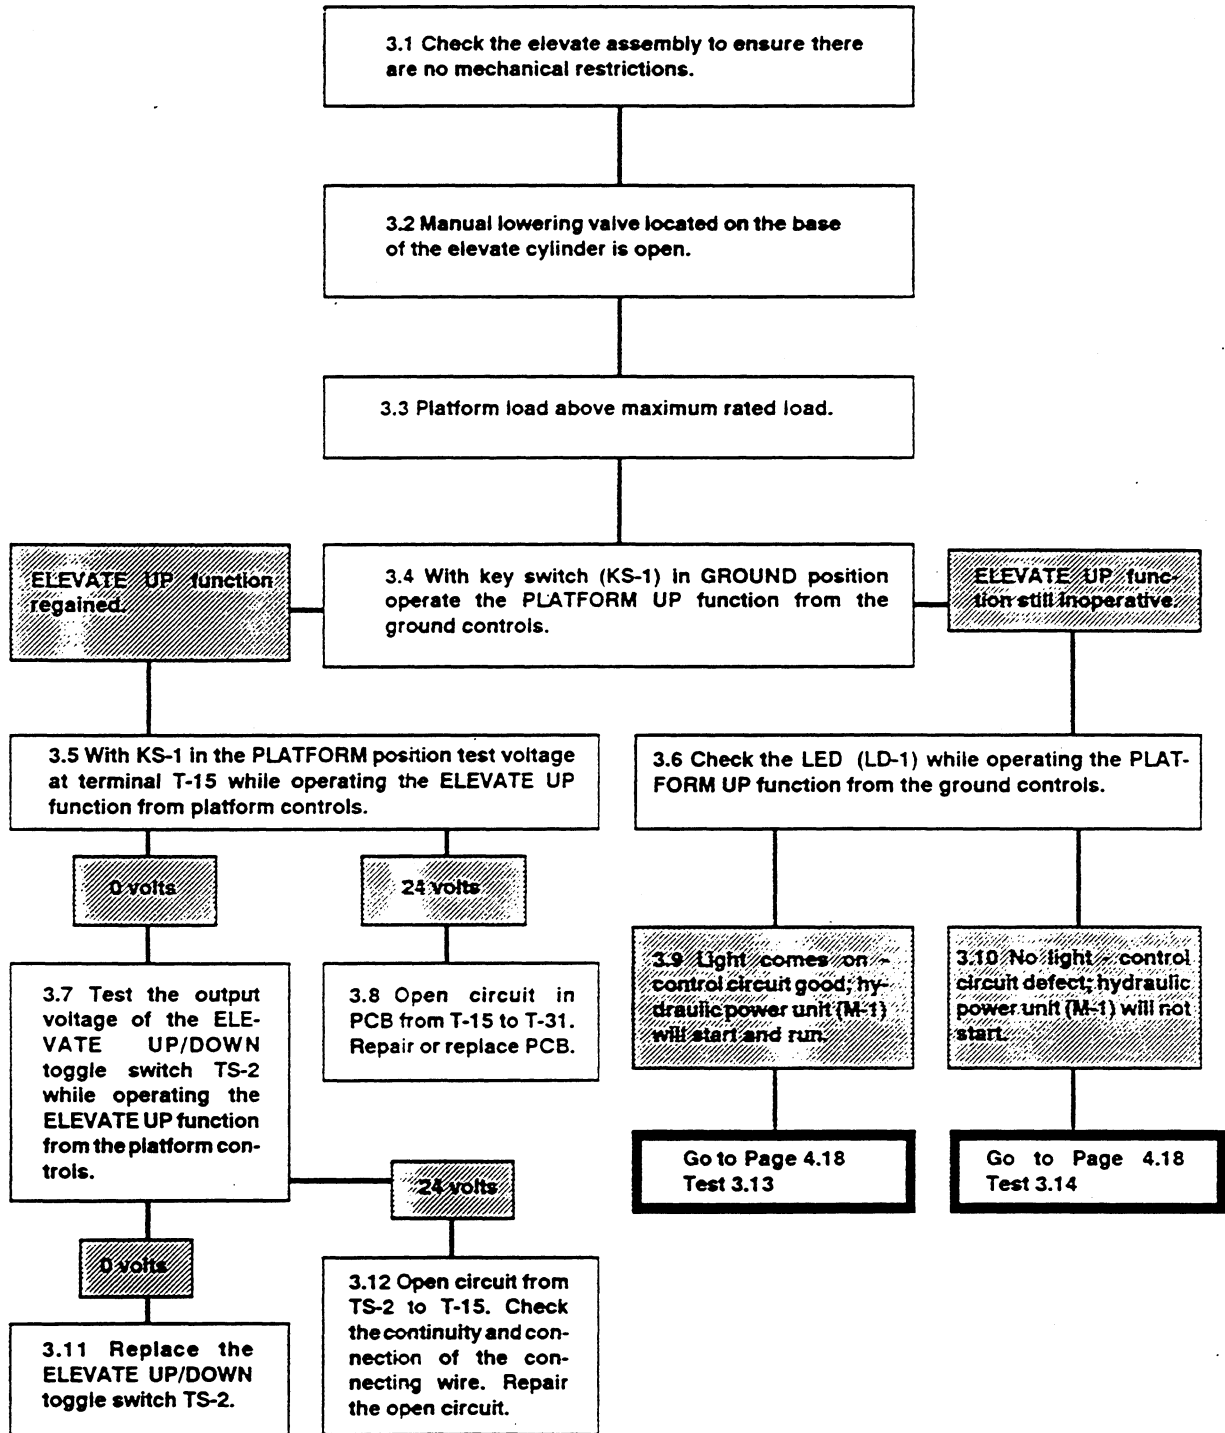 3.1 Check the elevate assembly to ensure there
are no mechanical restrictions.
3.2 Manual lowering valve located on the base
of the elevate cylinder is open.
3.3 Platform load above maximum rated load.
ELEVATE UP function
regained.
3.4 With key switch (KS-1) in GROUND position
operate the PLATFORM UP function from the
ground controls.
ELEVATE UP func-
tion still inoperative.
3.5 With KS-1 in the PLATFORM position test voltage
at terminal T-15 while operating the ELEVATE UP
function from platform controls.
3.6 Check the LED (LD-1) while operating the PLAT-
FORM UP function from the ground controls.
0 volts
24 volts
3.7 Test the output
voltage of the ELE-
VATE UP/DOWN
toggle switch TS-2
while operating the
ELEVATE UP function
from the platform con-
trols.
3.8 Open circuit in
PCB from T-15 to T-31.
Repair or replace PCB.
3.9 Light comes on -
control circuit good; hy-
draulic power unit (M-1)
will start and run.
3.10 No light - control
circuit defect; hydraulic
power unit (M-1) will not
start.
Go to Page 4.18
Test 3.13
Go to Page 4.18
Test 3.14
24 volts
0 volts
3.11 Replace the
ELEVATE UP/DOWN
toggle switch TS-2.
3.12 Open circuit from
TS-2 to T-15. Check
the continuity and con-
nection of the con-
necting wire. Repair
the open circuit.